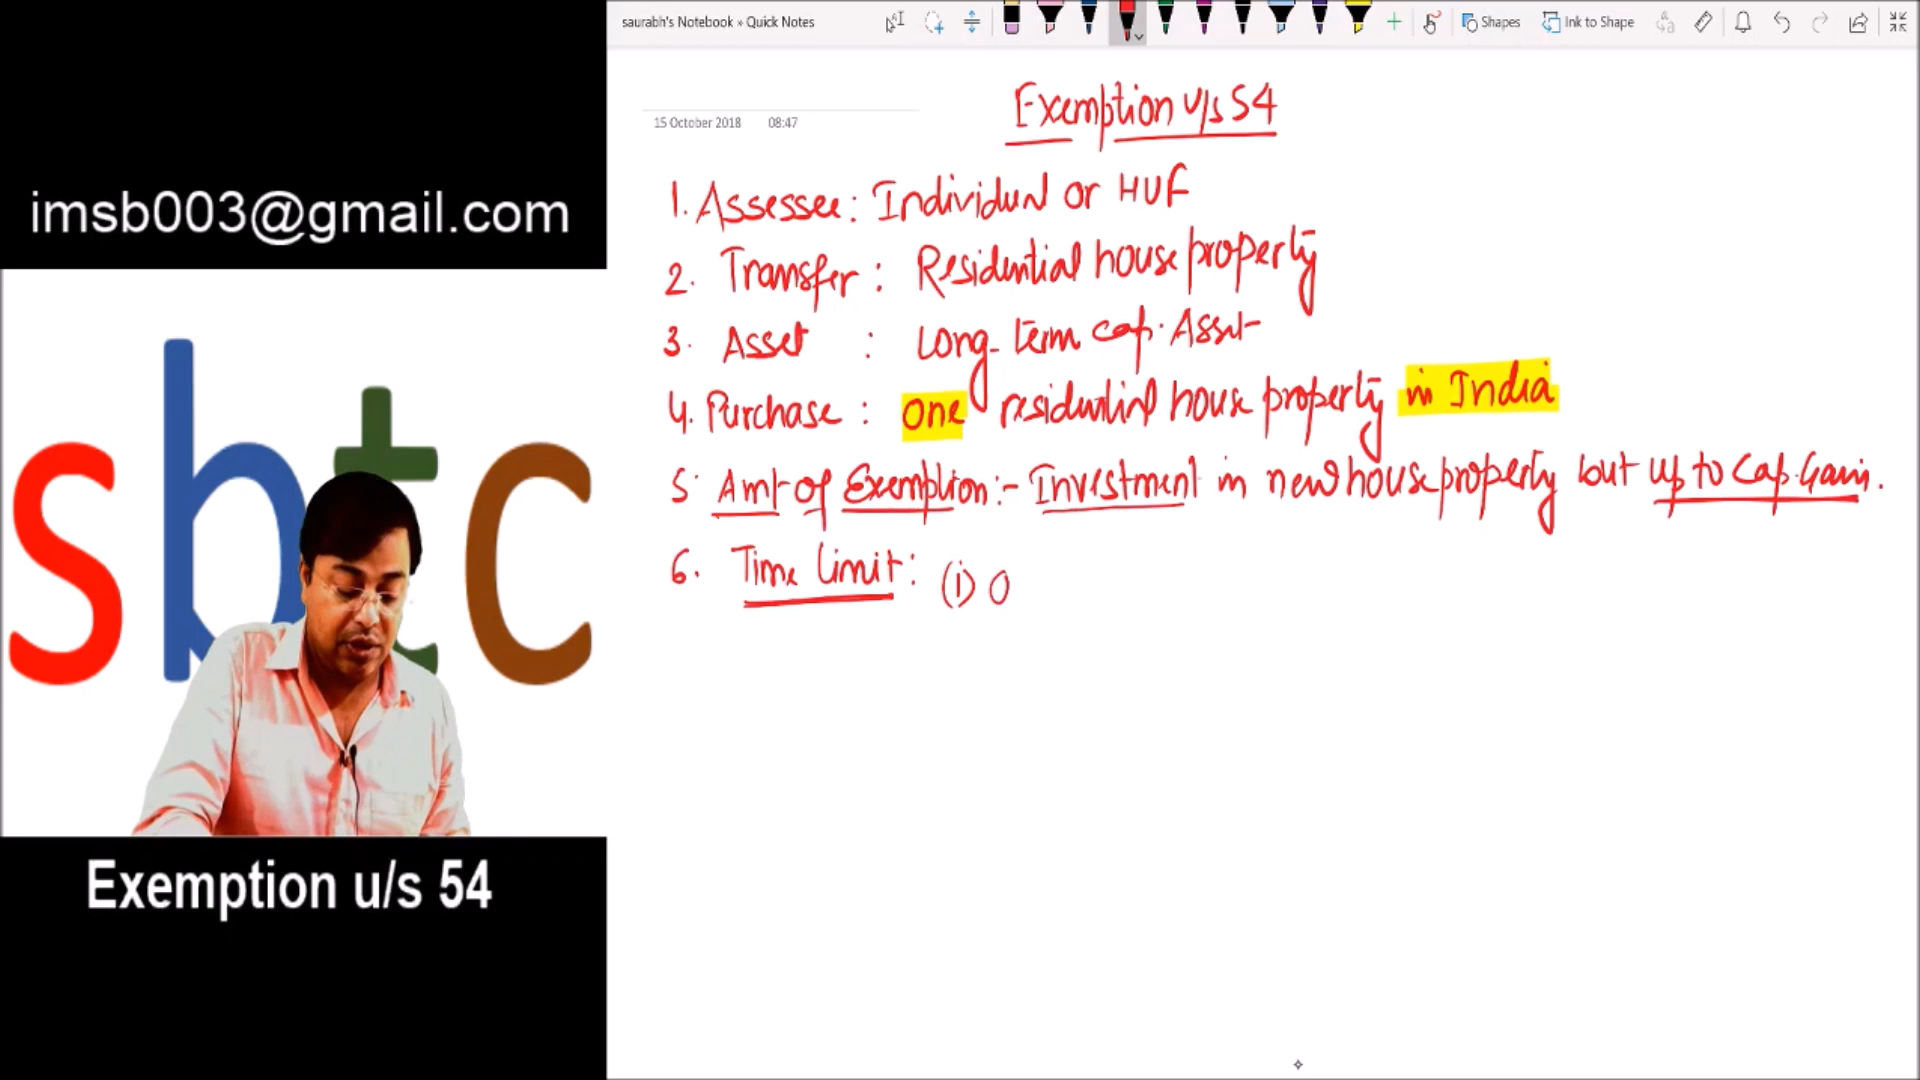 saurabh's Notebook » Quick Notes
Shapes
Ink to Shape
imsb003@gmail.com
sbtc
Exemption u/s 54
15 October 2018 08:47
Exemption u/s 54
1. Assessee: Individual or HUF
2. Transfer: Residential house property
3. Asset : Long-term cap. Asset
4. Purchase: one residential house property in India
5. Amt of Exemption:- Investment in new house property but up to Cap. Gain.
6. Time Limit: (i) O